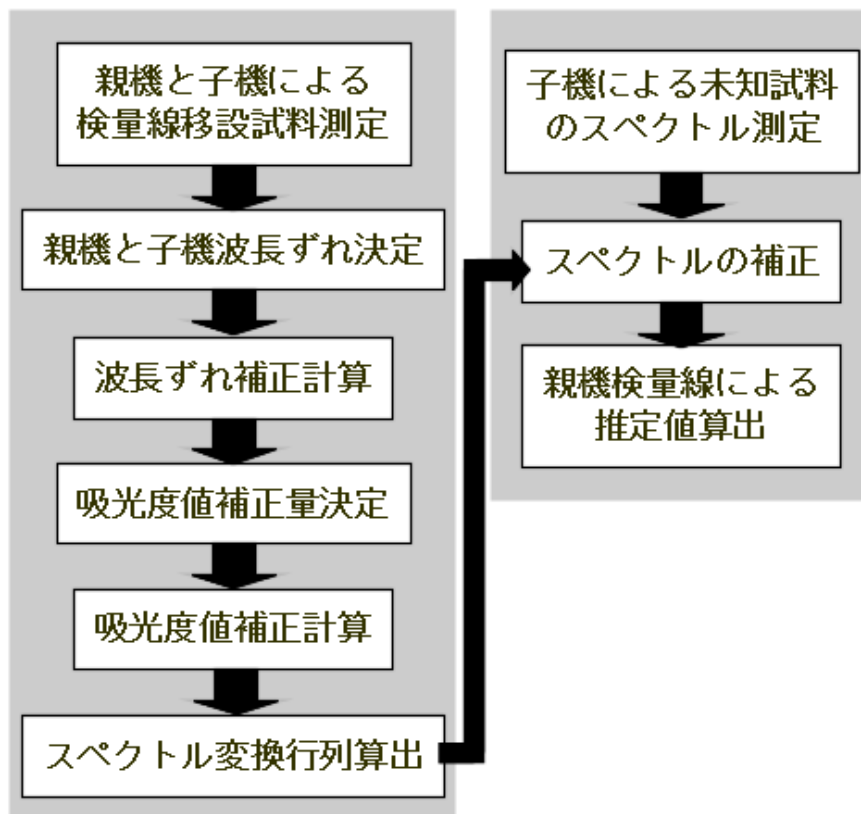 親機と子機による
検量線移設試料測定
親機と子機波長ずれ決定
波長ずれ補正計算
吸光度値補正量決定
吸光度値補正計算
スペクトル変換行列算出
子機による未知試料
のスペクトル測定
スペクトルの補正
親機検量線による
推定値算出